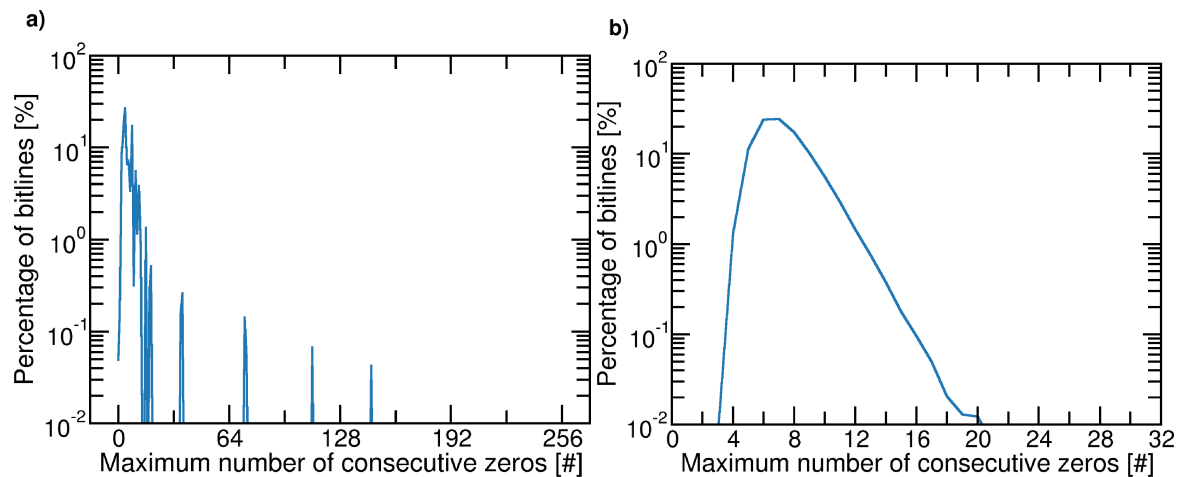 a)
10^2
10^1
10^0
10^-1
10^-2
Percentage of bitlines [%]
0 64 128 192 256
Maximum number of consecutive zeros [#]
b)
10^2
10^1
10^0
10^-1
10^-2
Percentage of bitlines [%]
0 4 8 12 16 20 24 28 32
Maximum number of consecutive zeros [#]